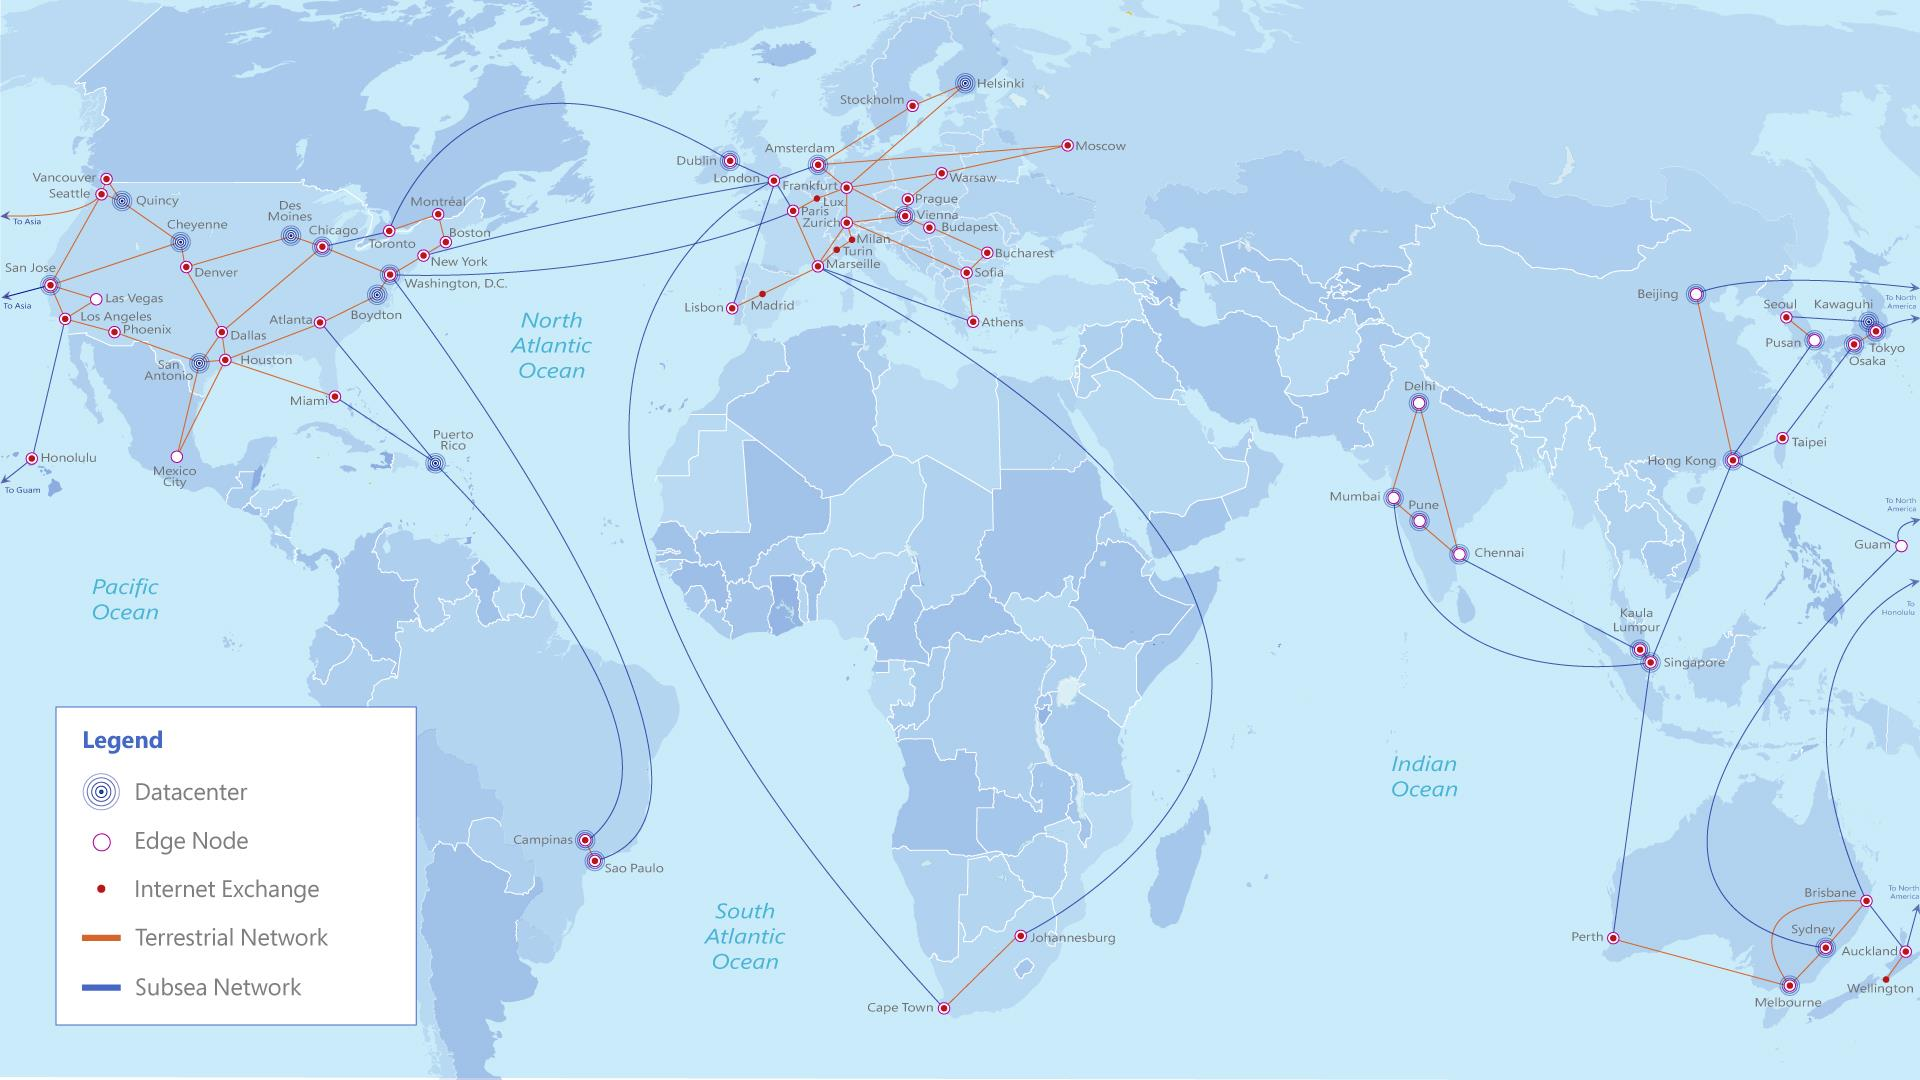 Helsinki
Stockholm
Moscow
Amsterdam
Dublin
London
Frankfurt
Warsaw
Prague
Lux.
Paris
Vienna
Zurich
Budapest
Milan
Turin
Bucharest
Marseille
Sofia
Madrid
Lisbon
Athens
Vancouver
Seattle
Quincy
To Asia
Cheyenne
Des
Moines
Chicago
Montréal
Toronto
Boston
New York
Denver
San Jose
To Asia
Las Vegas
Los Angeles
Phoenix
Washington, D.C.
Boydton
Atlanta
Dallas
Houston
San
Antonio
Miami
Puerto
Rico
Honolulu
To Guam
Mexico
City
North
Atlantic
Ocean
Pacific
Ocean
Beijing
Seoul
Kawaguhi
To North
America
Pusan
Tokyo
Osaka
Delhi
Taipei
Hong Kong
Mumbai
Pune
Chennai
To North
America
Guam
To
Honolulu
Kaula
Lumpur
Singapore
Indian
Ocean
Campinas
Sao Paulo
South
Atlantic
Ocean
Johannesburg
Cape Town
Brisbane
To North
America
Sydney
Perth
Auckland
Wellington
Melbourne
Legend
Datacenter
Edge Node
Internet Exchange
Terrestrial Network
Subsea Network